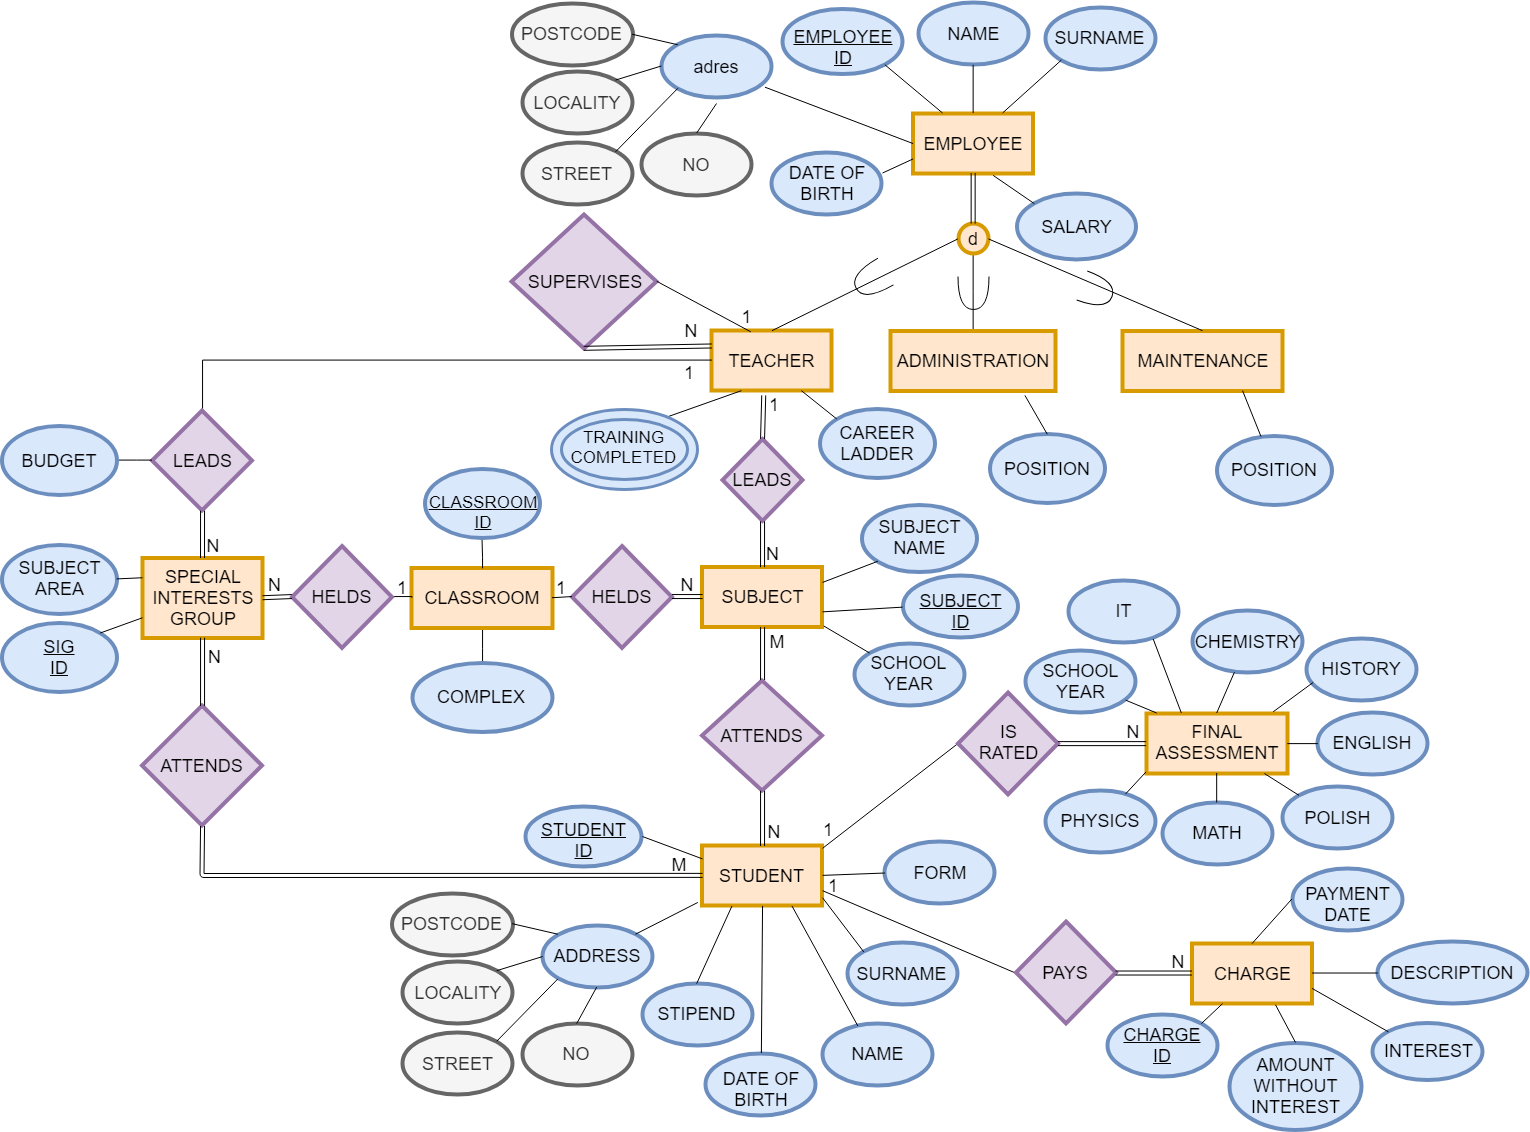 POSTCODE
adres
EMPLOYEE
ID
NAME
SURNAME
LOCALITY
STREET
NO
DATE OF
BIRTH
EMPLOYEE
SALARY
d
SUPERVISES
1
N
TEACHER
ADMINISTRATION
MAINTENANCE
1
1
TRAINING
COMPLETED
CAREER
LADDER
POSITION
POSITION
BUDGET
LEADS
LEADS
CLASSROOM
ID
SUBJECT
NAME
N
N
SUBJECT
AREA
SPECIAL
INTERESTS
GROUP
N
HELDS
1
CLASSROOM
1
HELDS
N
SUBJECT
SUBJECT
ID
SIG
ID
N
M
SCHOOL
YEAR
COMPLEX
IT
CHEMISTRY
HISTORY
SCHOOL
YEAR
ATTENDS
ATTENDS
IS
RATED
N
FINAL
ASSESSMENT
ENGLISH
PHYSICS
MATH
POLISH
STUDENT
ID
N
1
M
STUDENT
1
FORM
POSTCODE
ADDRESS
LOCALITY
STREET
NO
STIPEND
DATE OF
BIRTH
NAME
SURNAME
PAYS
N
CHARGE
PAYMENT
DATE
DESCRIPTION
CHARGE
ID
AMOUNT
WITHOUT
INTEREST
INTEREST